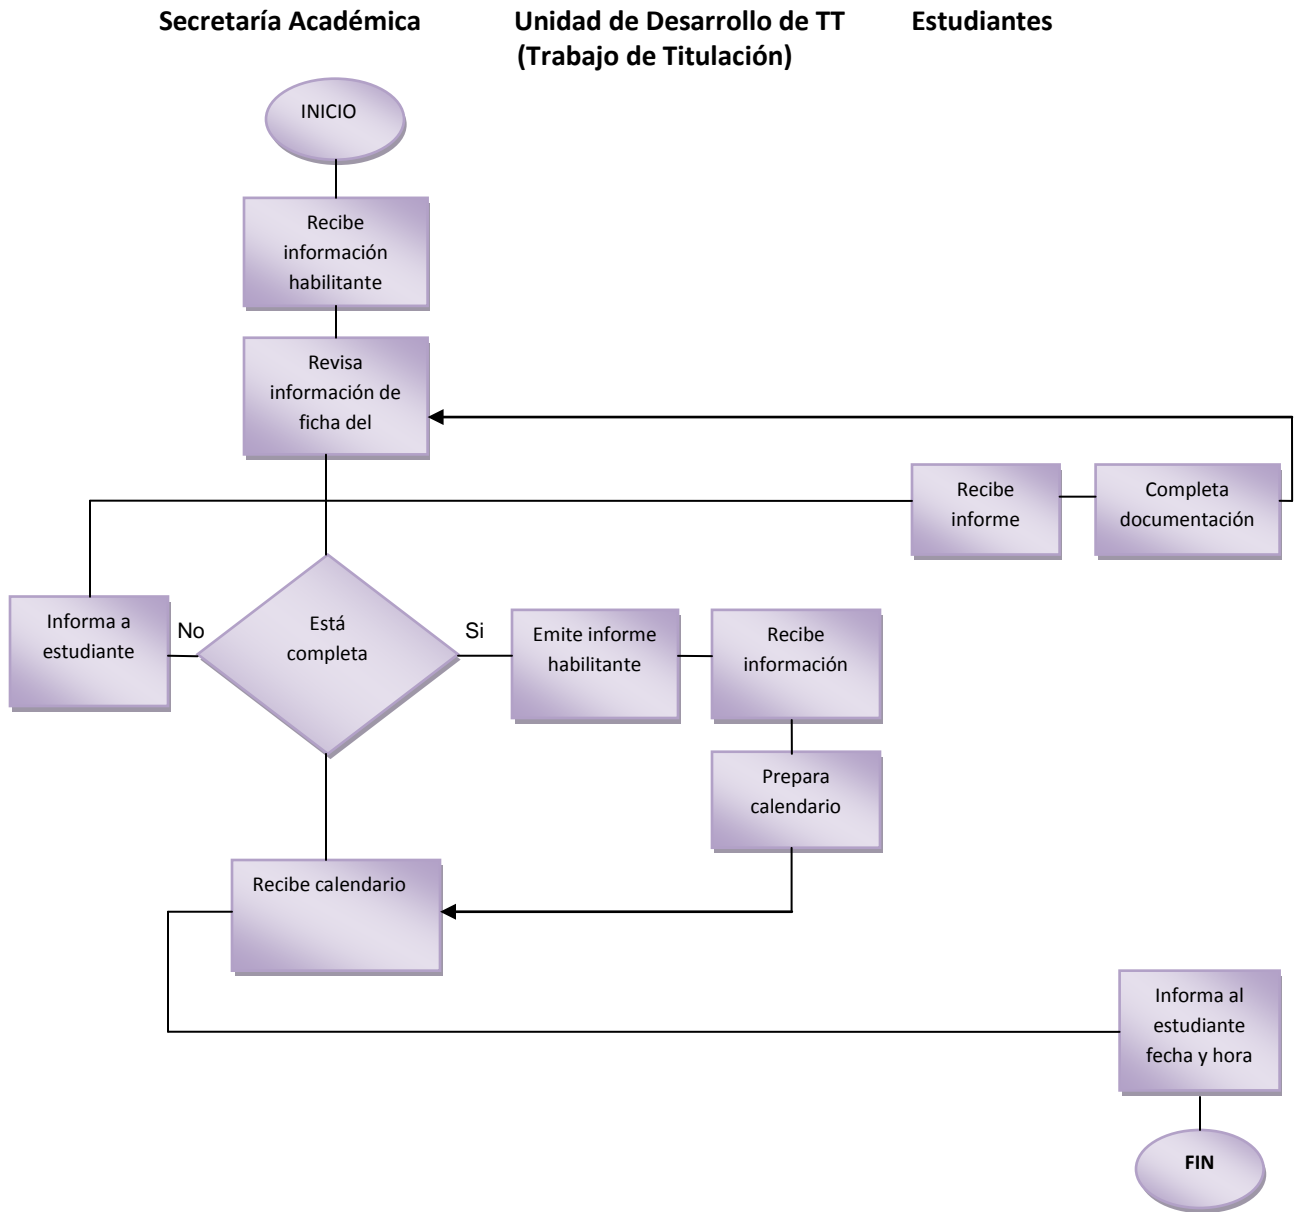 Secretaría Académica Unidad de Desarrollo de TT Estudiantes
(Trabajo de Titulación)
INICIO
Recibe
información
habilitante
Revisa
información de
ficha del
Recibe
informe
Completa
documentación
Informa a
estudiante
No
Está
completa
Si
Emite informe
habilitante
Recibe
información
Prepara
calendario
Recibe calendario
Informa al
estudiante
fecha y hora
FIN